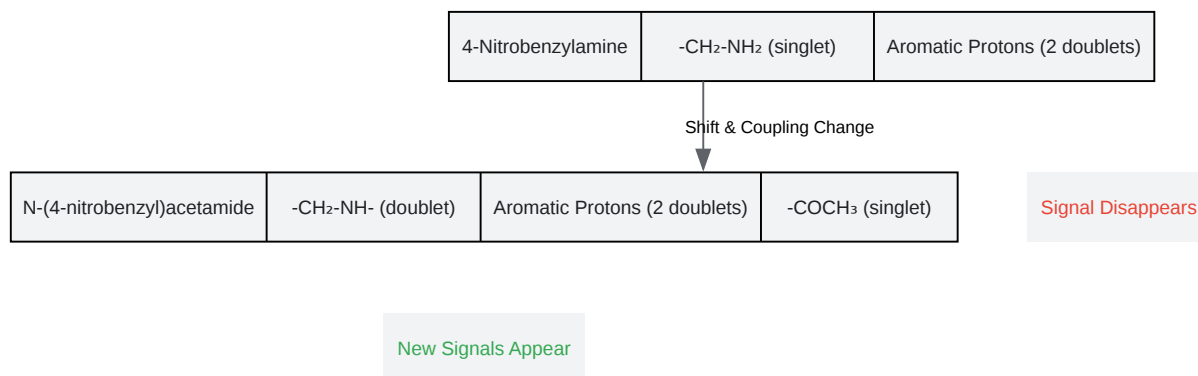 4-Nitrobenzylamine
-CH₂-NH₂ (singlet)
Aromatic Protons (2 doublets)
Shift & Coupling Change
N-(4-nitrobenzyl)acetamide
-CH₂-NH- (doublet)
Aromatic Protons (2 doublets)
-COCH₃ (singlet)
Signal Disappears
New Signals Appear